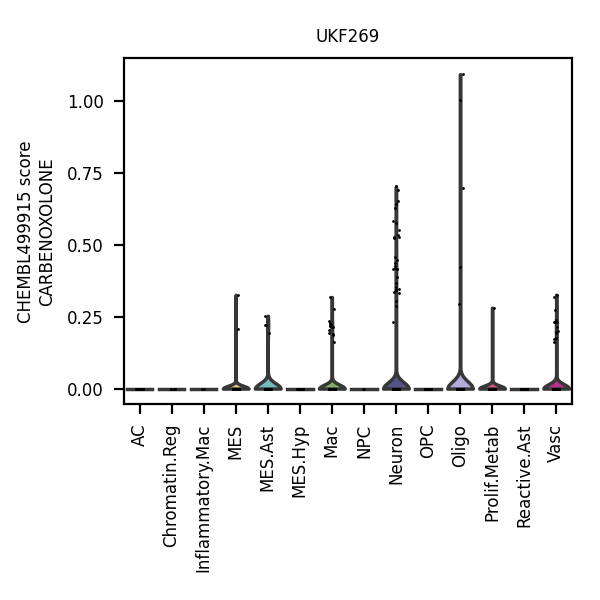 UKF269
CHEMBL499915 score
CARBENOXOLONE
1.00
0.75
0.50
0.25
0.00
AC
Chromatin.Reg
Inflammatory.Mac
MES
MES.Ast
MES.Hyp
Mac
NPC
Neuron
OPC
Oligo
Prolif.Metab
Reactive.Ast
Vasc